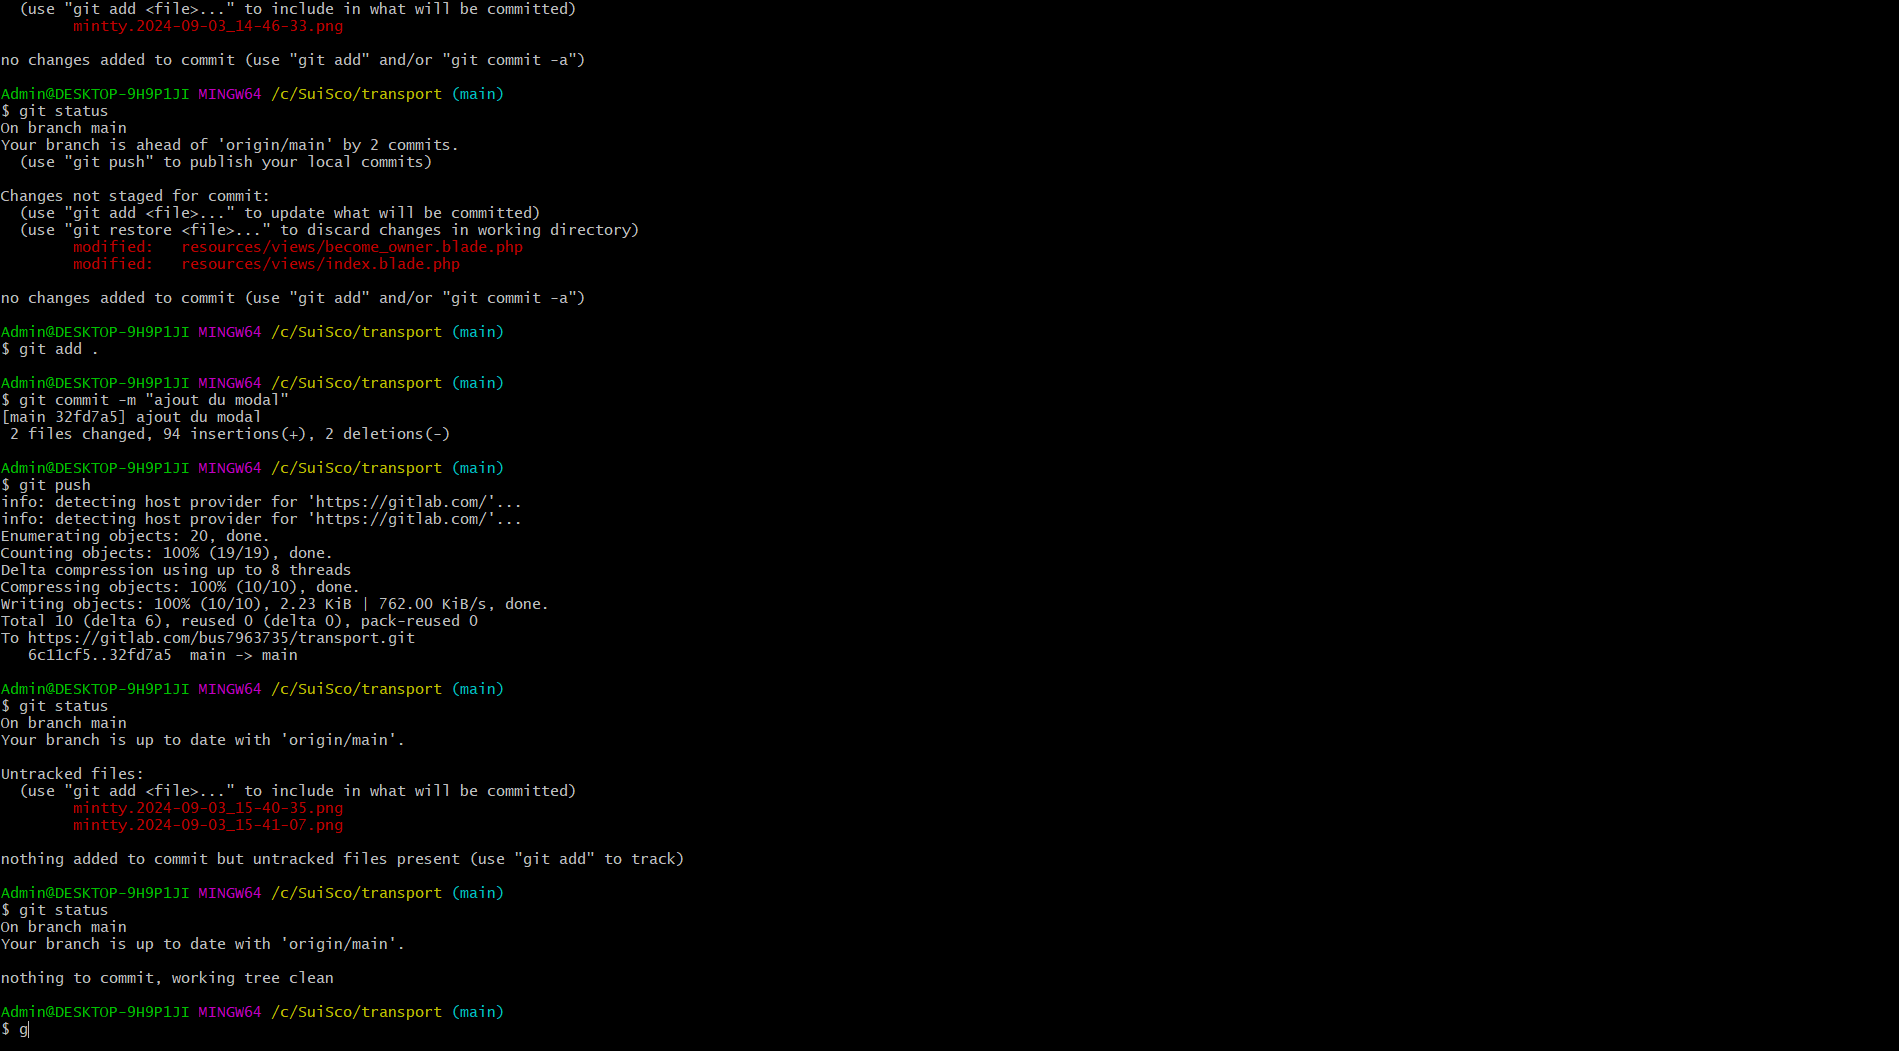 (use "git add <file>..." to include in what will be committed)
        mintty.2024-09-03_14-46-33.png

no changes added to commit (use "git add" and/or "git commit -a")

Admin@DESKTOP-9H9P1JI MINGW64 /c/SuiSco/transport (main)
$ git status
On branch main
Your branch is ahead of 'origin/main' by 2 commits.
  (use "git push" to publish your local commits)

Changes not staged for commit:
  (use "git add <file>..." to update what will be committed)
  (use "git restore <file>..." to discard changes in working directory)
        modified:   resources/views/become_owner.blade.php
        modified:   resources/views/index.blade.php

no changes added to commit (use "git add" and/or "git commit -a")

Admin@DESKTOP-9H9P1JI MINGW64 /c/SuiSco/transport (main)
$ git add .

Admin@DESKTOP-9H9P1JI MINGW64 /c/SuiSco/transport (main)
$ git commit -m "ajout du modal"
[main 32fd7a5] ajout du modal
 2 files changed, 94 insertions(+), 2 deletions(-)

Admin@DESKTOP-9H9P1JI MINGW64 /c/SuiSco/transport (main)
$ git push
info: detecting host provider for 'https://gitlab.com/'...
info: detecting host provider for 'https://gitlab.com/'...
Enumerating objects: 20, done.
Counting objects: 100% (19/19), done.
Delta compression using up to 8 threads
Compressing objects: 100% (10/10), done.
Writing objects: 100% (10/10), 2.23 KiB | 762.00 KiB/s, done.
Total 10 (delta 6), reused 0 (delta 0), pack-reused 0
To https://gitlab.com/bus7963735/transport.git
   6c11cf5..32fd7a5  main -> main

Admin@DESKTOP-9H9P1JI MINGW64 /c/SuiSco/transport (main)
$ git status
On branch main
Your branch is up to date with 'origin/main'.

Untracked files:
  (use "git add <file>..." to include in what will be committed)
        mintty.2024-09-03_15-40-35.png
        mintty.2024-09-03_15-41-07.png

nothing added to commit but untracked files present (use "git add" to track)

Admin@DESKTOP-9H9P1JI MINGW64 /c/SuiSco/transport (main)
$ git status
On branch main
Your branch is up to date with 'origin/main'.

nothing to commit, working tree clean

Admin@DESKTOP-9H9P1JI MINGW64 /c/SuiSco/transport (main)
$ g